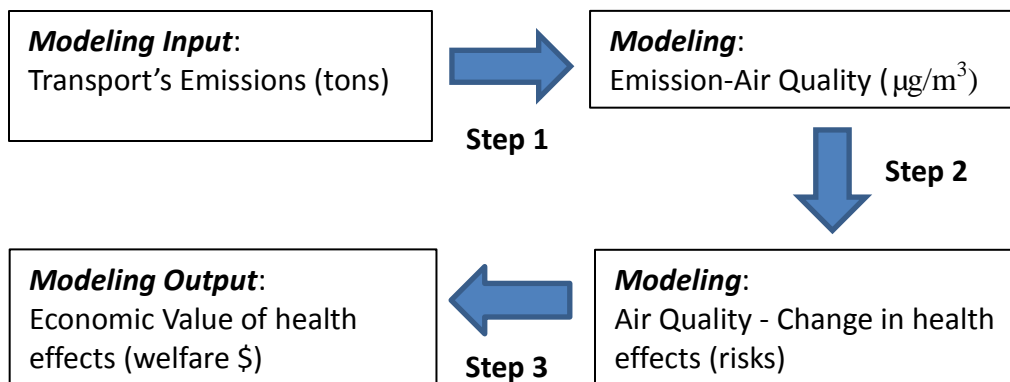 Modeling Input:
Transport's Emissions (tons)
Step 1
Modeling:
Emission-Air Quality (μg/m³)
Step 2
Modeling:
Air Quality - Change in health
effects (risks)
Step 3
Modeling Output:
Economic Value of health
effects (welfare $)